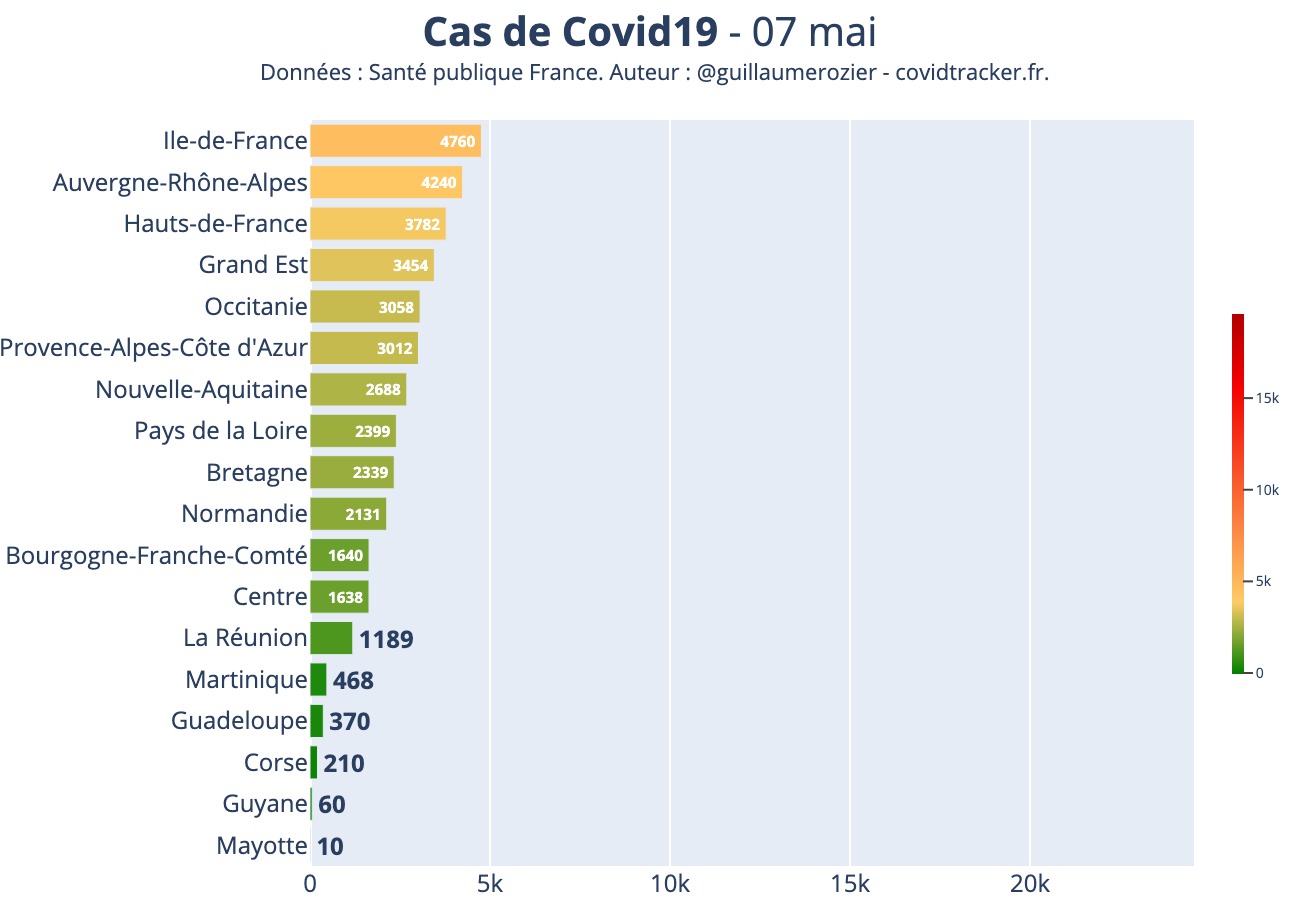 Cas de Covid19 - 07 mai
Données : Santé publique France. Auteur : @guillaumerozier - covidtracker.fr.
Ile-de-France 4760
Auvergne-Rhône-Alpes 4240
Hauts-de-France 3782
Grand Est 3454
Occitanie 3058
Provence-Alpes-Côte d'Azur 3012
Nouvelle-Aquitaine 2688
Pays de la Loire 2399
Bretagne 2339
Normandie 2131
Bourgogne-Franche-Comté 1640
Centre 1638
La Réunion 1189
Martinique 468
Guadeloupe 370
Corse 210
Guyane 60
Mayotte 10
0 5k 10k 15k 20k
15k
10k
5k
0